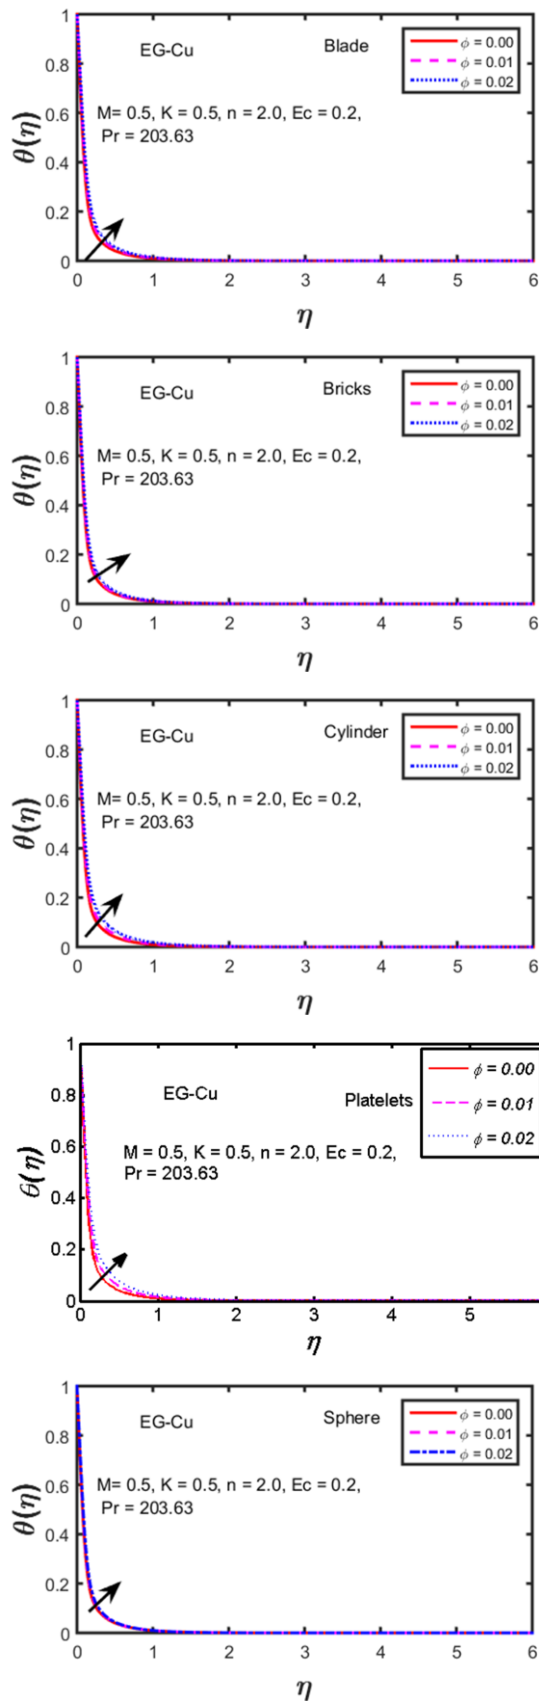 1
EG-Cu
Blade
ϕ = 0.00
ϕ = 0.01
ϕ = 0.02
0.8
M= 0.5, K = 0.5, n = 2.0, Ec = 0.2,
Pr = 203.63
0.6
θ(η)
0.4
0.2
0
0 1 2 3 4 5 6
η
1
EG-Cu
Bricks
ϕ = 0.00
ϕ = 0.01
ϕ = 0.02
0.8
M= 0.5, K = 0.5, n = 2.0, Ec = 0.2,
Pr = 203.63
0.6
θ(η)
0.4
0.2
0
0 1 2 3 4 5 6
η
1
EG-Cu
Cylinder
ϕ = 0.00
ϕ = 0.01
ϕ = 0.02
0.8
M= 0.5, K = 0.5, n = 2.0, Ec = 0.2,
Pr = 203.63
0.6
θ(η)
0.4
0.2
0
0 1 2 3 4 5 6
η
1
EG-Cu
Platelets
ϕ = 0.00
ϕ = 0.01
ϕ = 0.02
0.8
M = 0.5, K = 0.5, n = 2.0, Ec = 0.2,
Pr = 203.63
0.6
θ(η)
0.4
0.2
0
0 1 2 3 4 5
η
1
EG-Cu
Sphere
ϕ = 0.00
ϕ = 0.01
ϕ = 0.02
0.8
M= 0.5, K = 0.5, n = 2.0, Ec = 0.2,
Pr = 203.63
0.6
θ(η)
0.4
0.2
0
0 1 2 3 4 5 6
η